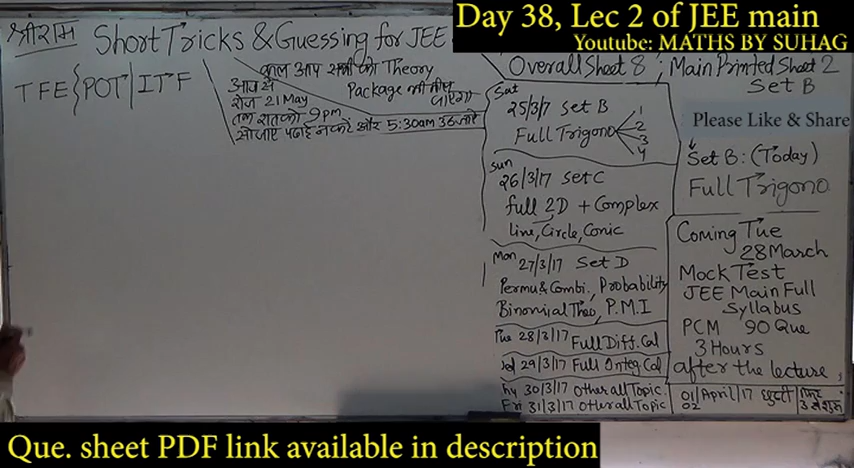 Day 38, Lec 2 of JEE main
Youtube: MATHS BY SUHAG
श्रीराम Short Tricks & Guessing for JEE
TFE{POT|ITF
कल आप सभी को Theory
Package भी मील जाएगा
आज से
रोज 21 May
तक रात को 9 pm
सोजाए पढाई न करें और 5:30am उठ जाए
Overall Sheet 8 ; Main Printed Sheet 2
Set B
Sat
25/3/17 Set B
Full Trigono 1 2 3 4
Please Like & Share
Set B: (Today)
Full Trigono.
Sun
26/3/17 Set C
full 2D + Complex
line, Circle, Conic
Mon 27/3/17 Set D
Permu & Combi., Probability
Binomial Theo, P.M.I
Tue 28/3/17 Full Diff. Cal
Wed 29/3/17 Full Integ. Cal
Thy 30/3/17 Other all Topic
Fri 31/3/17 Other all Topic
Coming Tue
28 March
Mock Test
JEE Main Full
Syllabus
PCM 90 Que
3 Hours
after the lecture
01/April/17 छुट्टी
02
फिर
3 से शुरू
Que. sheet PDF link available in description